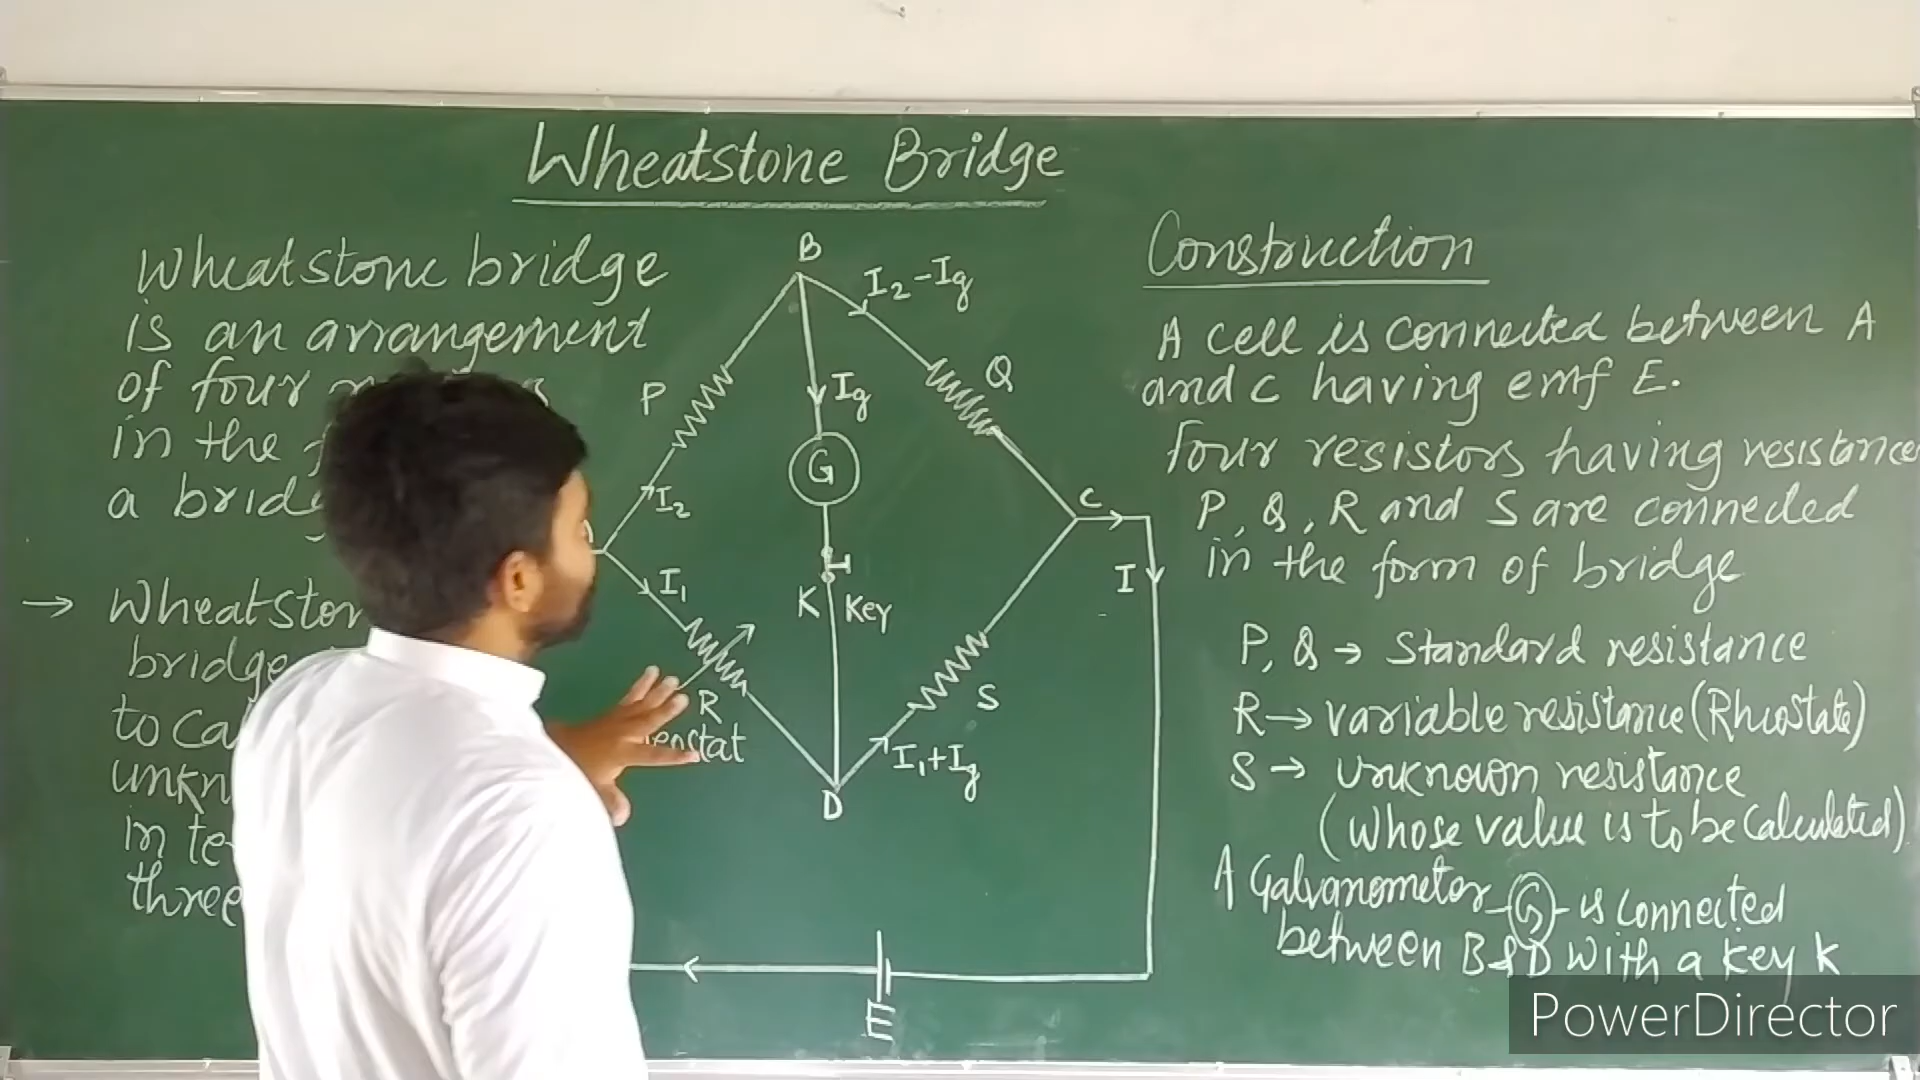 Wheatstone Bridge
Wheatstone bridge
is an arrangement
of four
in the
a bridg
→ Wheatston
bridge
to ca
unkn
in te
three
B
I₂-Ig
P
Q
Ig
G
I₂
C
I₁
K Key
I
R
eostat
S
I₁+Ig
D
E
Construction
A cell is connected between A
and C having emf E.
four resistors having resistance
P, Q, R and S are connected
in the form of bridge
P, Q → Standard resistance
R → variable resistance (Rheostate)
S → unknown resistance
(whose value is to be Calculated)
A Galvanometer -G- is connected
between B & D with a key K
PowerDirector